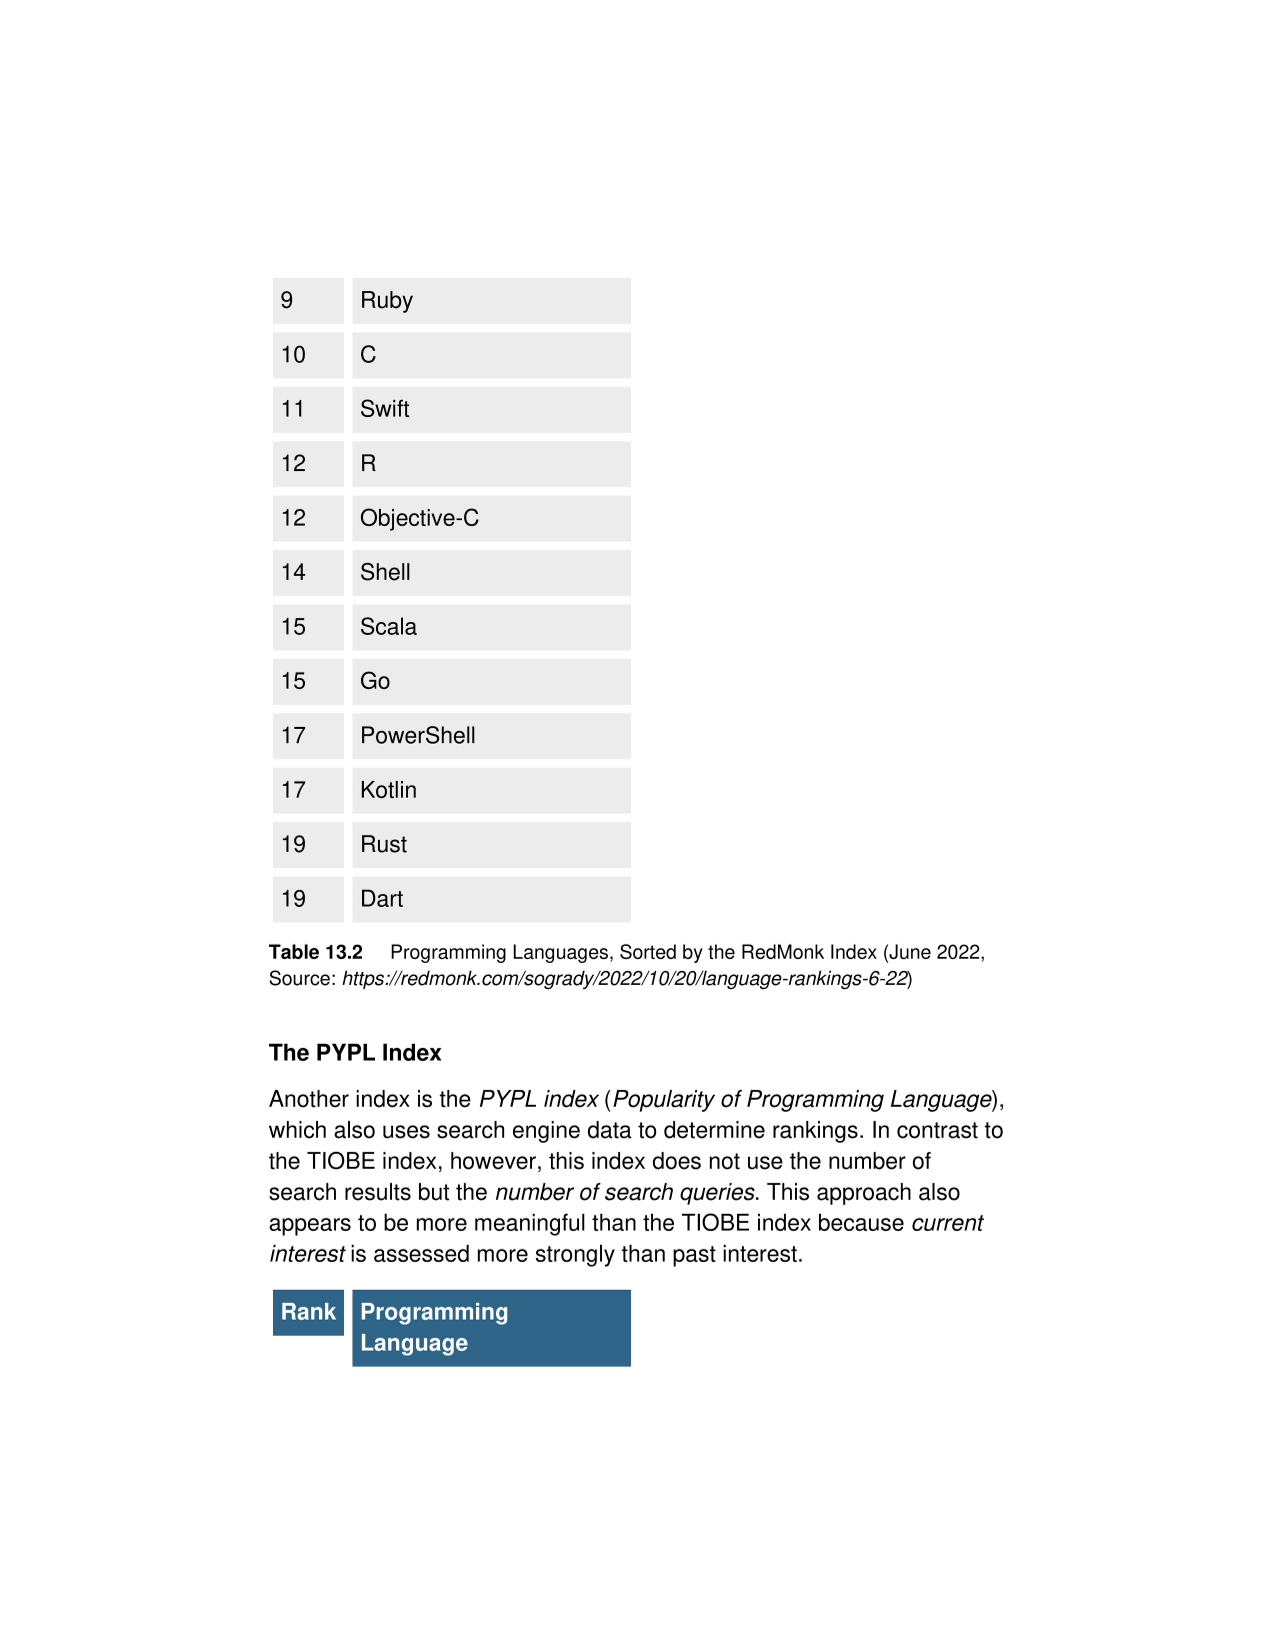 9 Ruby
10 C
11 Swift
12 R
12 Objective-C
14 Shell
15 Scala
15 Go
17 PowerShell
17 Kotlin
19 Rust
19 Dart
Table 13.2 Programming Languages, Sorted by the RedMonk Index (June 2022,
Source: https://redmonk.com/sogrady/2022/10/20/language-rankings-6-22)
The PYPL Index
Another index is the PYPL index (Popularity of Programming Language),
which also uses search engine data to determine rankings. In contrast to
the TIOBE index, however, this index does not use the number of
search results but the number of search queries. This approach also
appears to be more meaningful than the TIOBE index because current
interest is assessed more strongly than past interest.
Rank Programming
Language